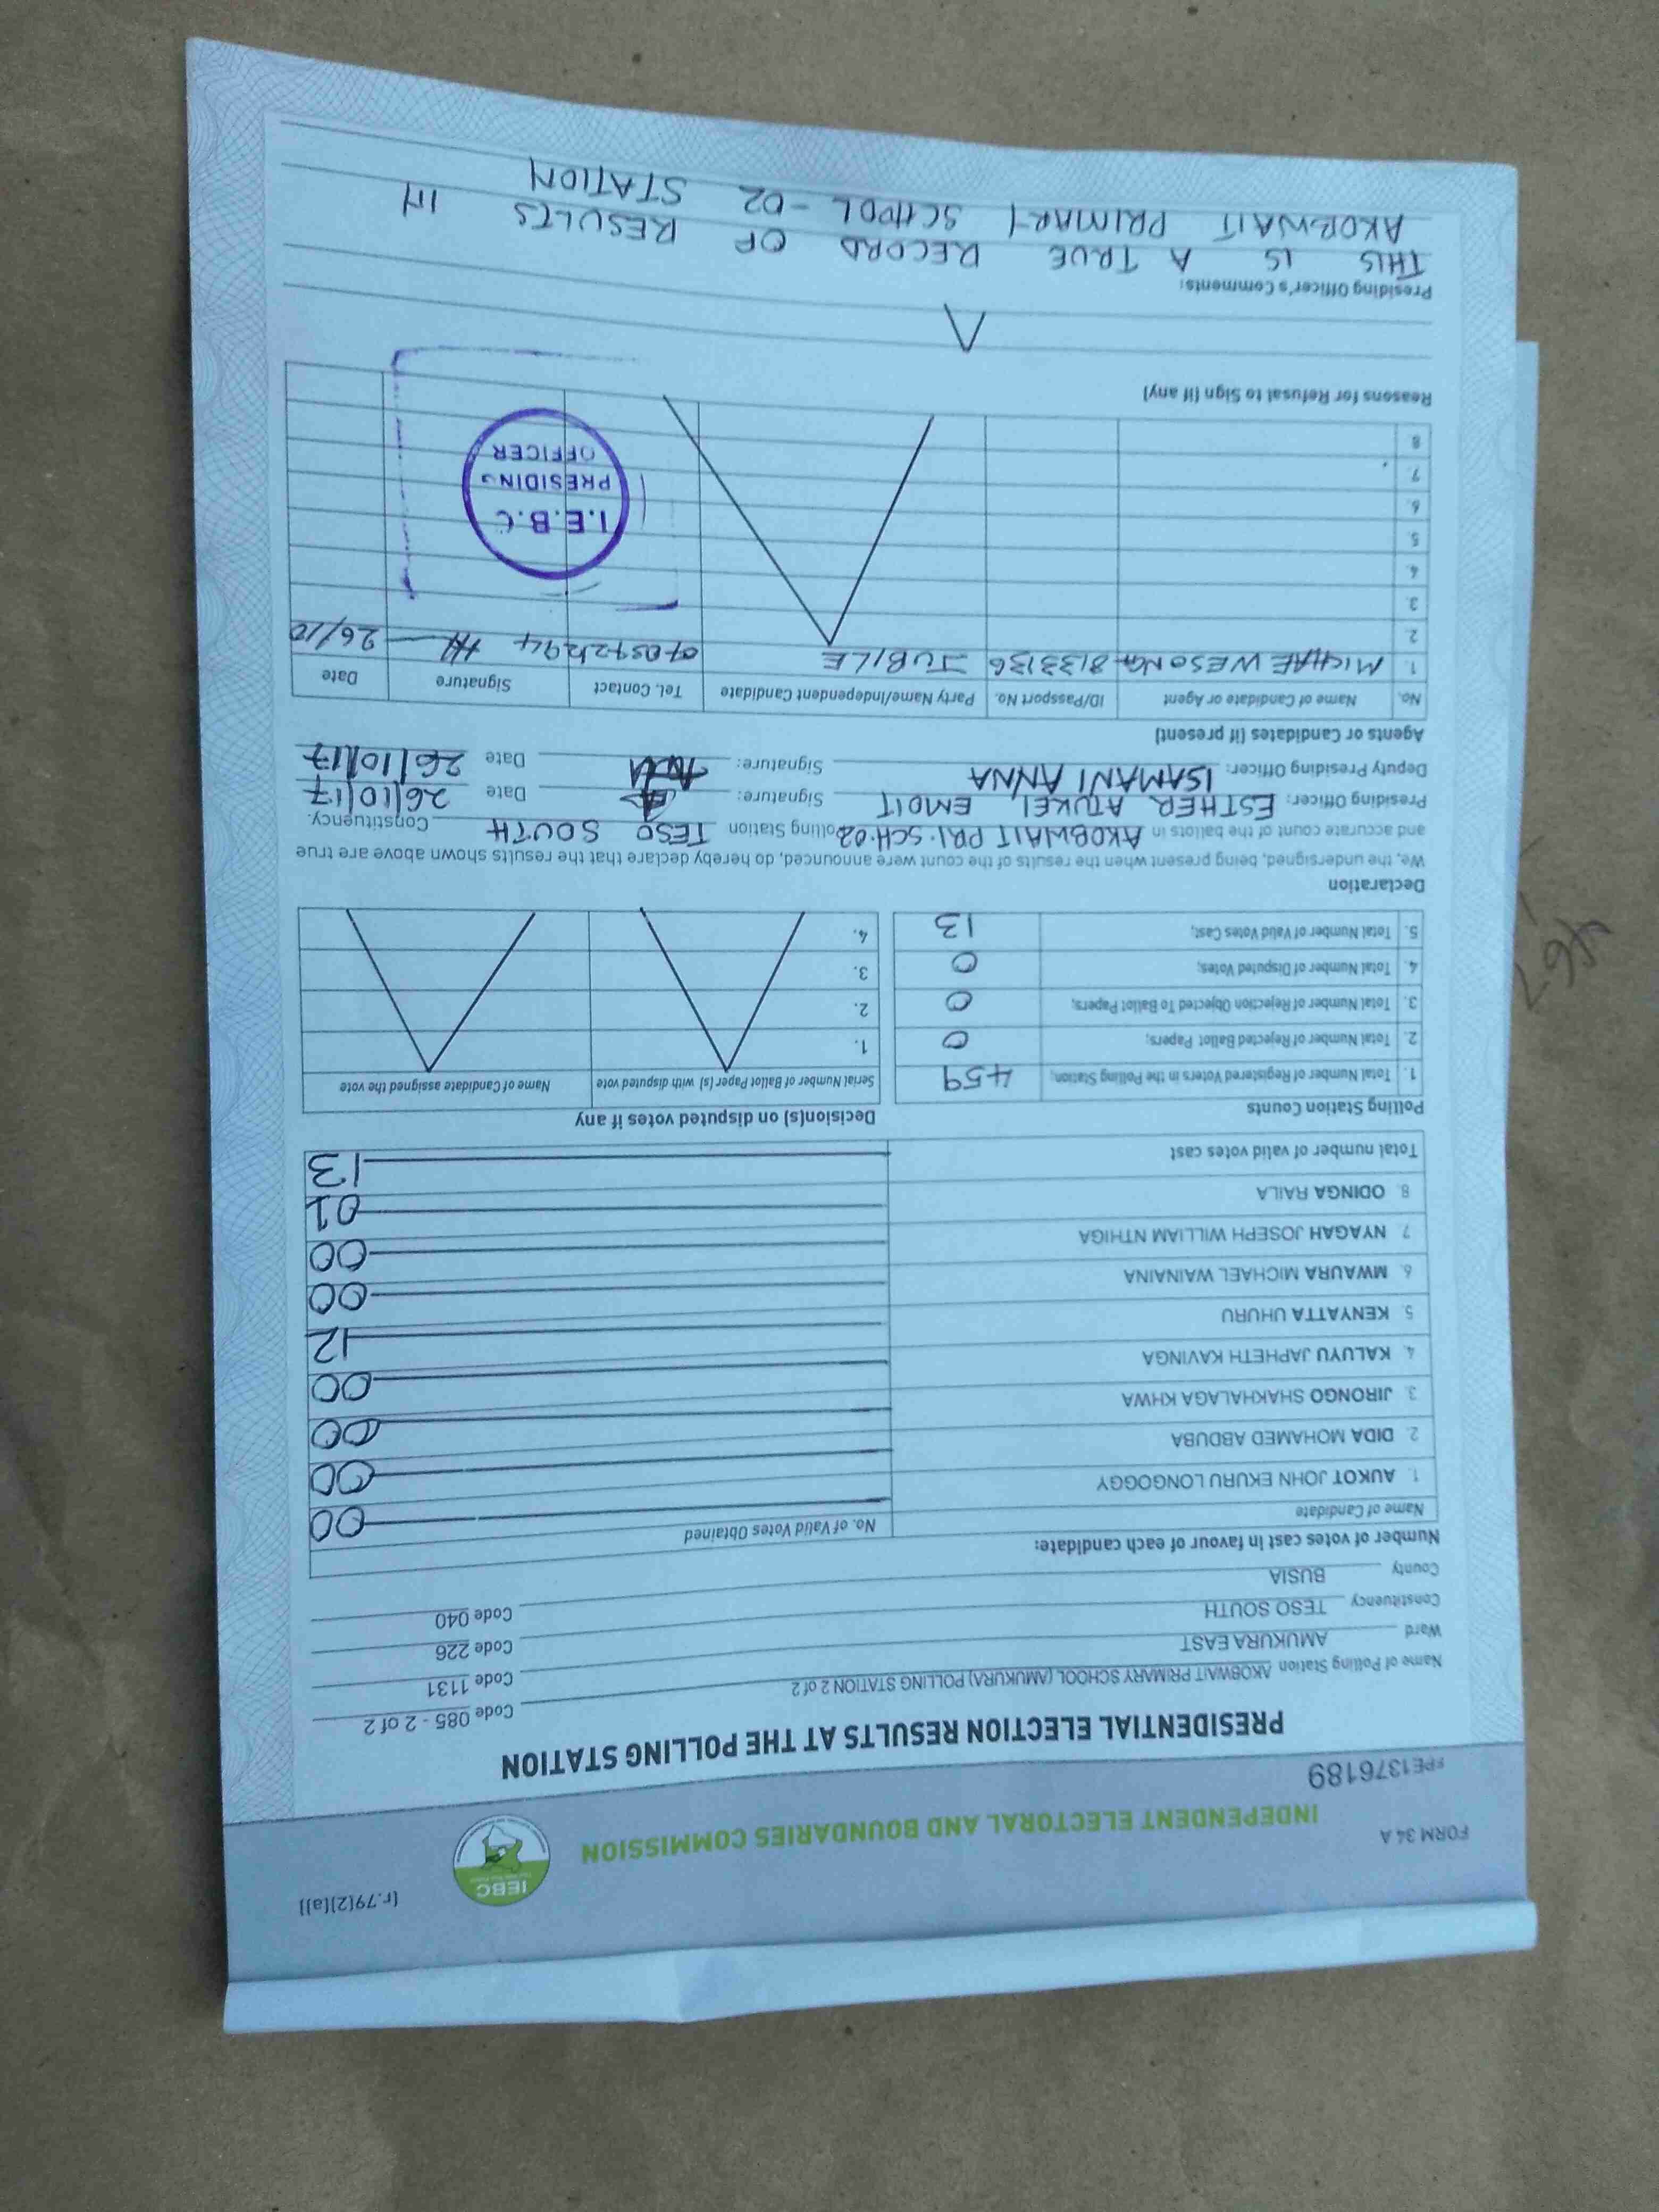 (r.79(2)(a))
IEBC
FORM 34 A
INDEPENDENT ELECTORAL AND BOUNDARIES COMMISSION
PPE1376189
PRESIDENTIAL ELECTION RESULTS AT THE POLLING STATION
Name of Polling Station AKOBWAIT PRIMARY SCHOOL (AMUKURA) POLLING STATION 2 of 2 Code 085 - 2 of 2
Ward AMUKURA EAST Code 1131
Constituency TESO SOUTH Code 226
County BUSIA Code 040
Number of votes cast in favour of each candidate:
Name of Candidate No. of Valid Votes Obtained
1. AUKOT JOHN EKURU LONGOGGY 00
2. DIDA MOHAMED ABDUBA 00
3. JIRONGO SHAKHALAGA KHWA 00
4. KALUYU JAPHETH KAVINGA 00
5. KENYATTA UHURU 12
6. MWAURA MICHAEL WAINAINA 00
7. NYAGAH JOSEPH WILLIAM NTHIGA 00
8. ODINGA RAILA 01
Total number of valid votes cast 13
Polling Station Counts
1. Total Number of Registered Voters in the Polling Station; 459
2. Total Number of Rejected Ballot Papers; 0
3. Total Number of Rejection Objected To Ballot Papers; 0
4. Total Number of Disputed Votes; 0
5. Total Number of Valid Votes Cast; 13
Decision(s) on disputed votes if any
Serial Number of Ballot Paper (s) with disputed vote Name of Candidate assigned the vote
1.
2.
3.
4.
Declaration
We, the undersigned, being present when the results of the count were announced, do hereby declare that the results shown above are true
and accurate count of the ballots in AKOBWAIT PRI. SCH. 02 Polling Station TESO SOUTH Constituency.
Presiding Officer: ESTHER ATUKEI EMOIT Signature: Date 26/10/17
Deputy Presiding Officer: ISAMANI ANNA Signature: Date 26/10/17
Agents or Candidates (if present)
No. Name of Candidate or Agent ID/Passport No. Party Name/Independent Candidate Tel. Contact Signature Date
1. MICHAE WESONGA 8133136 JUBILE 26/10
2
3
4
5
6
7
8
I.E.B.C
PRESIDING
OFFICER
Reasons for Refusal to Sign (if any)
Presiding Officer's Comments:
THIS IS A TRUE RECORD OF RESULTS IN
AKOBWAIT PRIMARY SCHOOL - 02 STATION